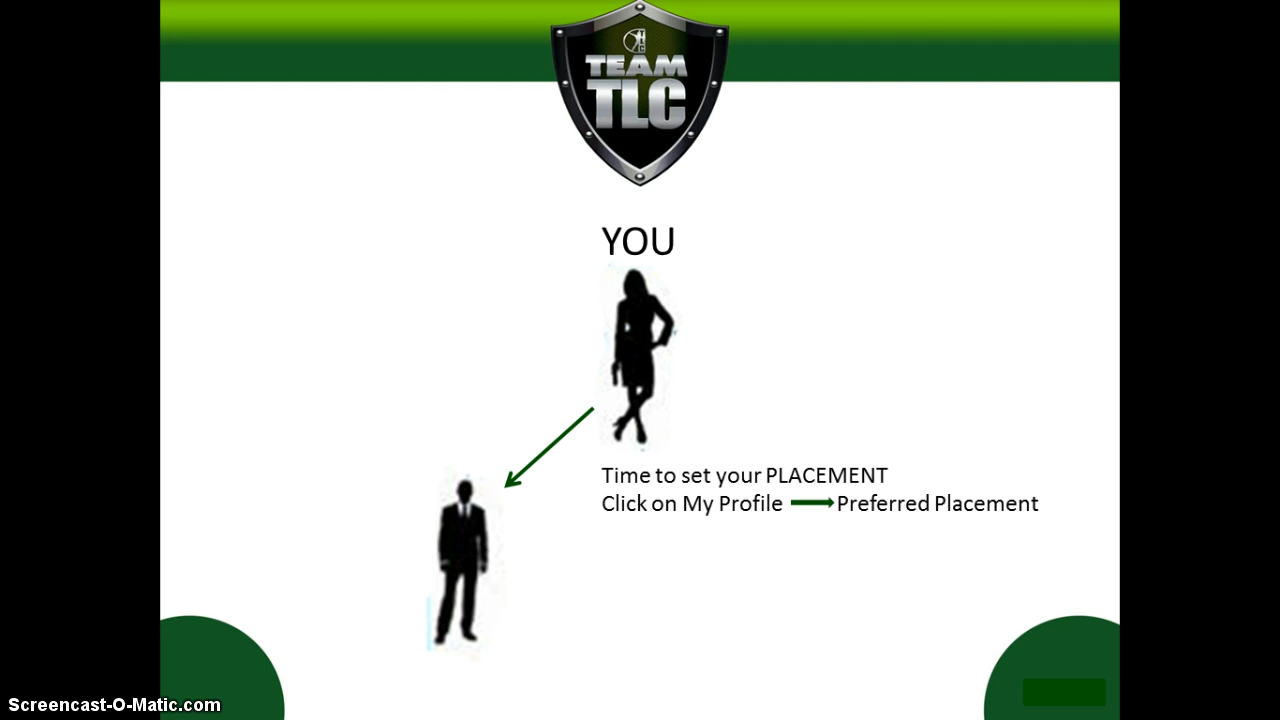 TEAM
TLC
YOU
Time to set your PLACEMENT
Click on My Profile Preferred Placement
Screencast-O-Matic.com